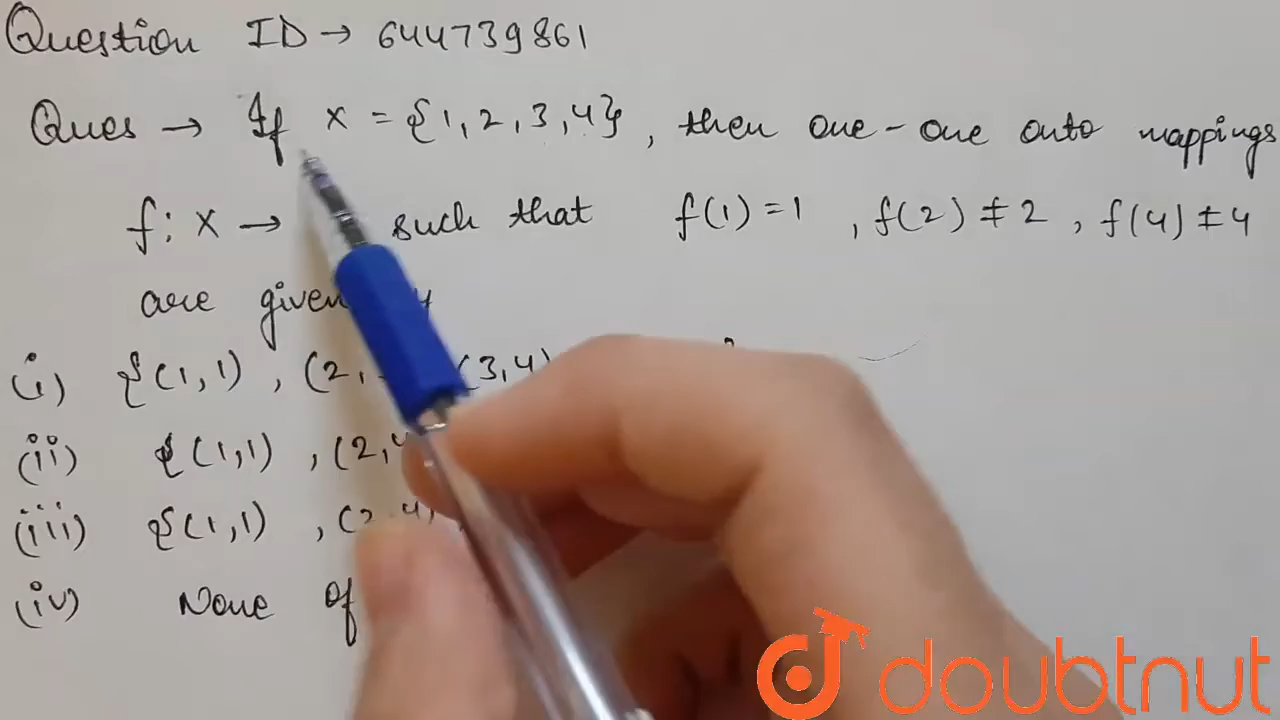 Question ID → 644739861
Ques → If x = {1, 2, 3, 4} , then one - one onto mappings
f: x → such that f(1) = 1 , f(2) ≠ 2 , f(4) ≠ 4
are given
(i) {(1,1) , (2, (3,4)
(ii) {(1,1) , (2,4
(iii) {(1,1) , (2,4)
(iv) None of
doubtnut